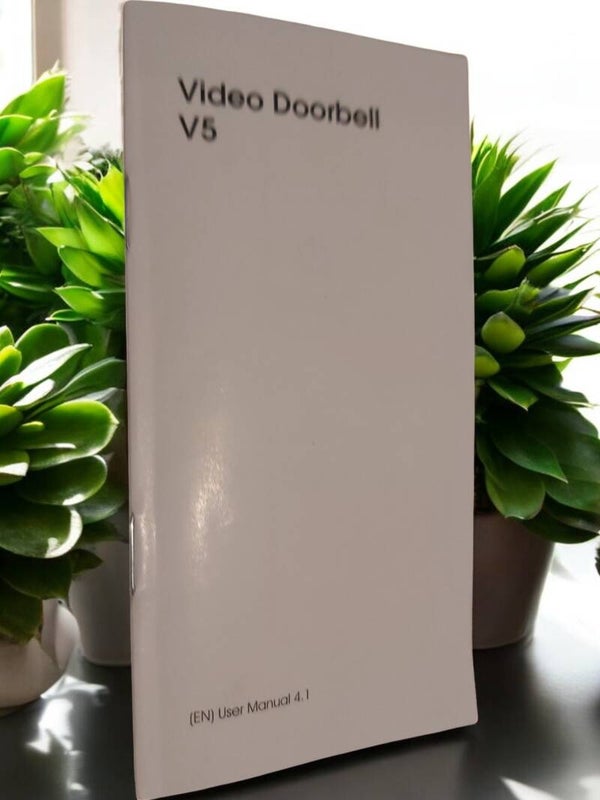 Video Doorbell
V5
(EN) User Manual 4.1